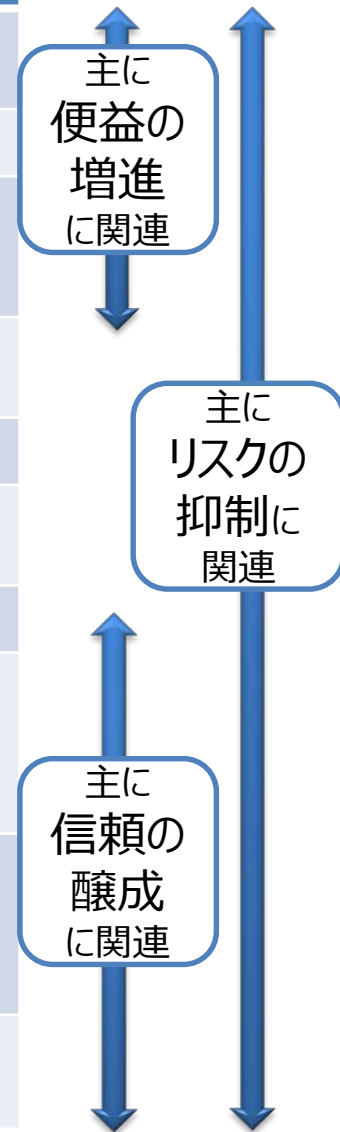 主に
便益の
増進
に関連
主に
リスクの
抑制に
関連
主に
信頼の
醸成
に関連